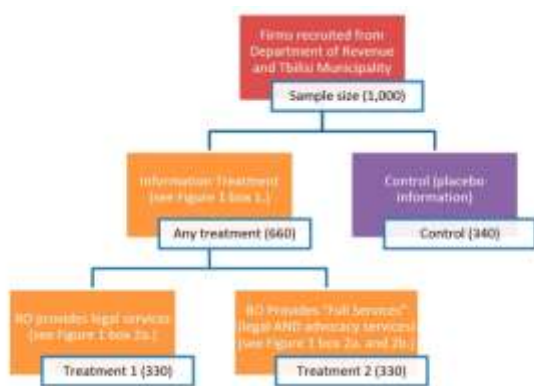 Firms recruited from
Department of Revenue
and Tbilisi Municipality
Sample size (1,000)
Information Treatment
(see Figure 1 box 1.)
Any treatment (660)
Control (placebo
information)
Control (340)
BO provides legal services
(see Figure 1 box 2a.)
Treatment 1 (330)
BO Provides "Full Services"
(legal AND advocacy services)
(see Figure 1 box 2a. and 2b.)
Treatment 2 (330)